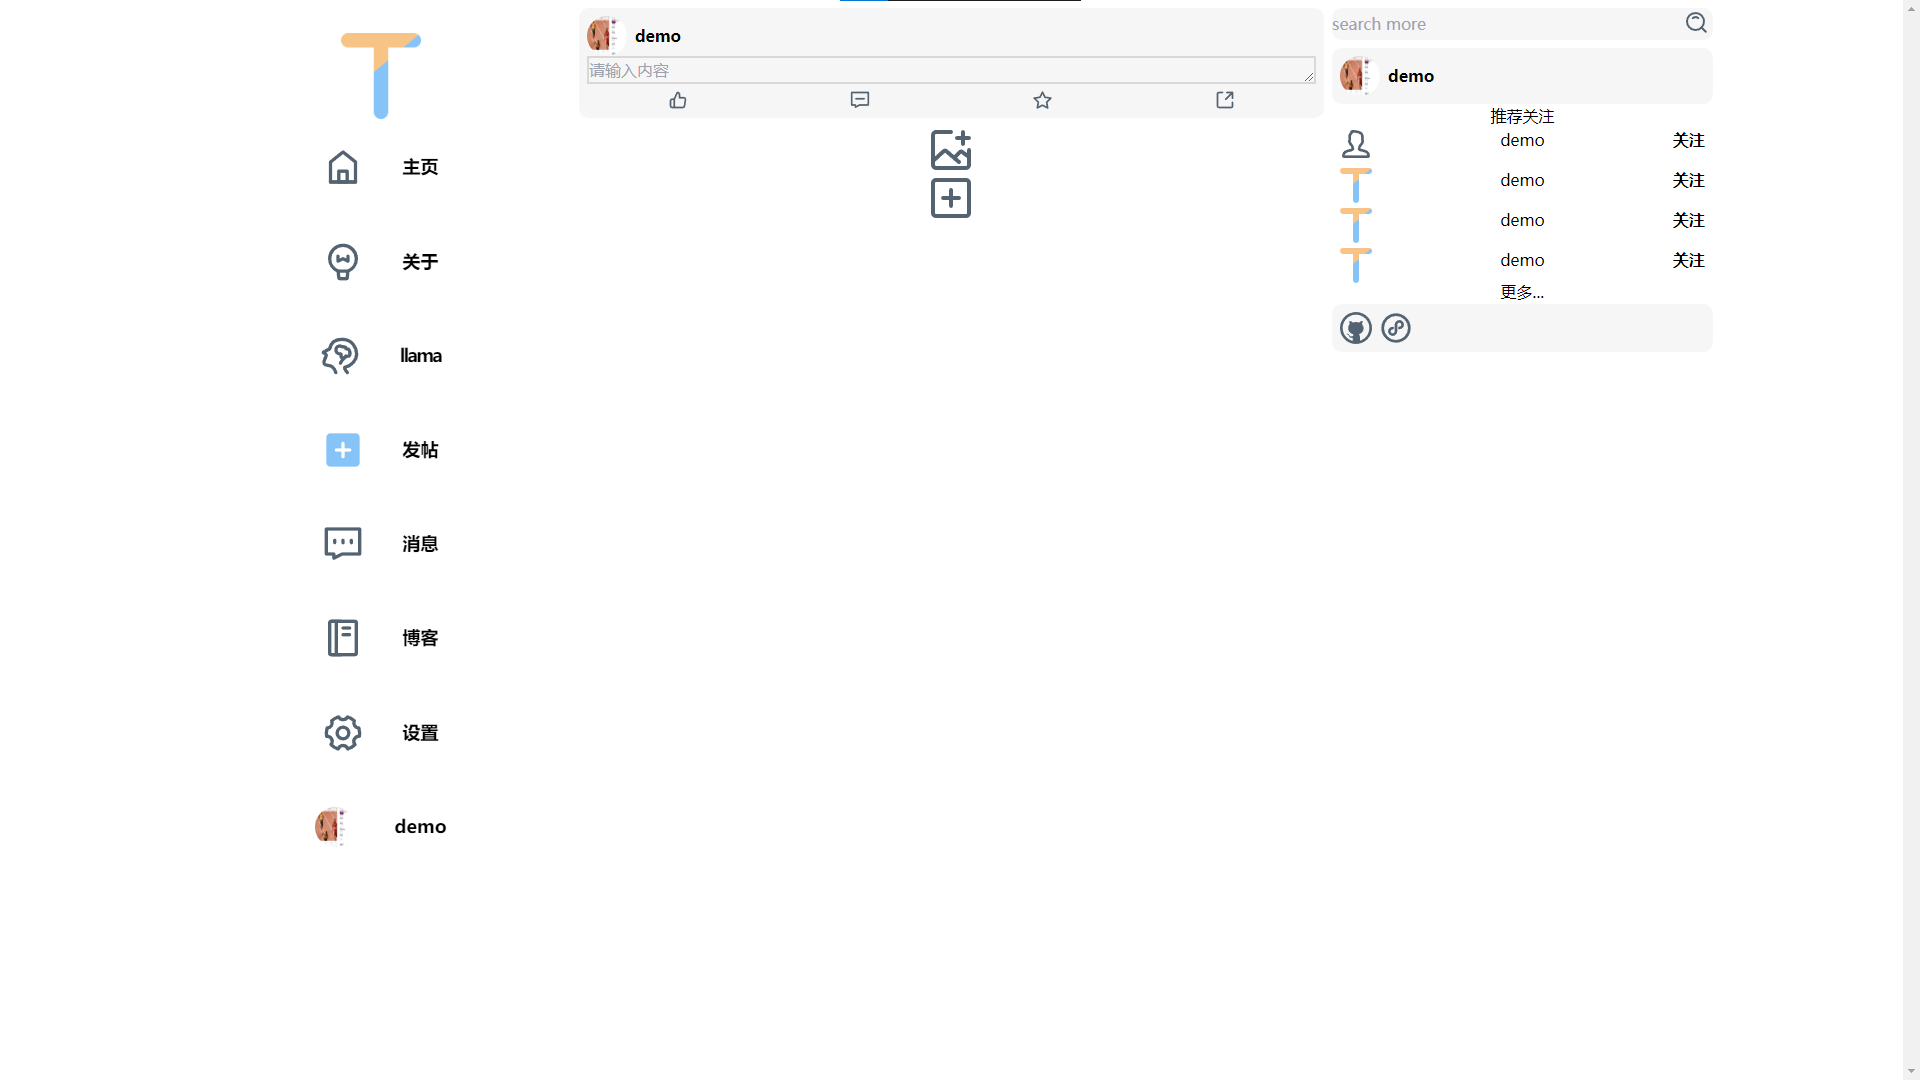 主页
关于
llama
发帖
消息
博客
设置
demo
demo
请输入内容
search more
demo
推荐关注
demo 关注
demo 关注
demo 关注
demo 关注
更多...